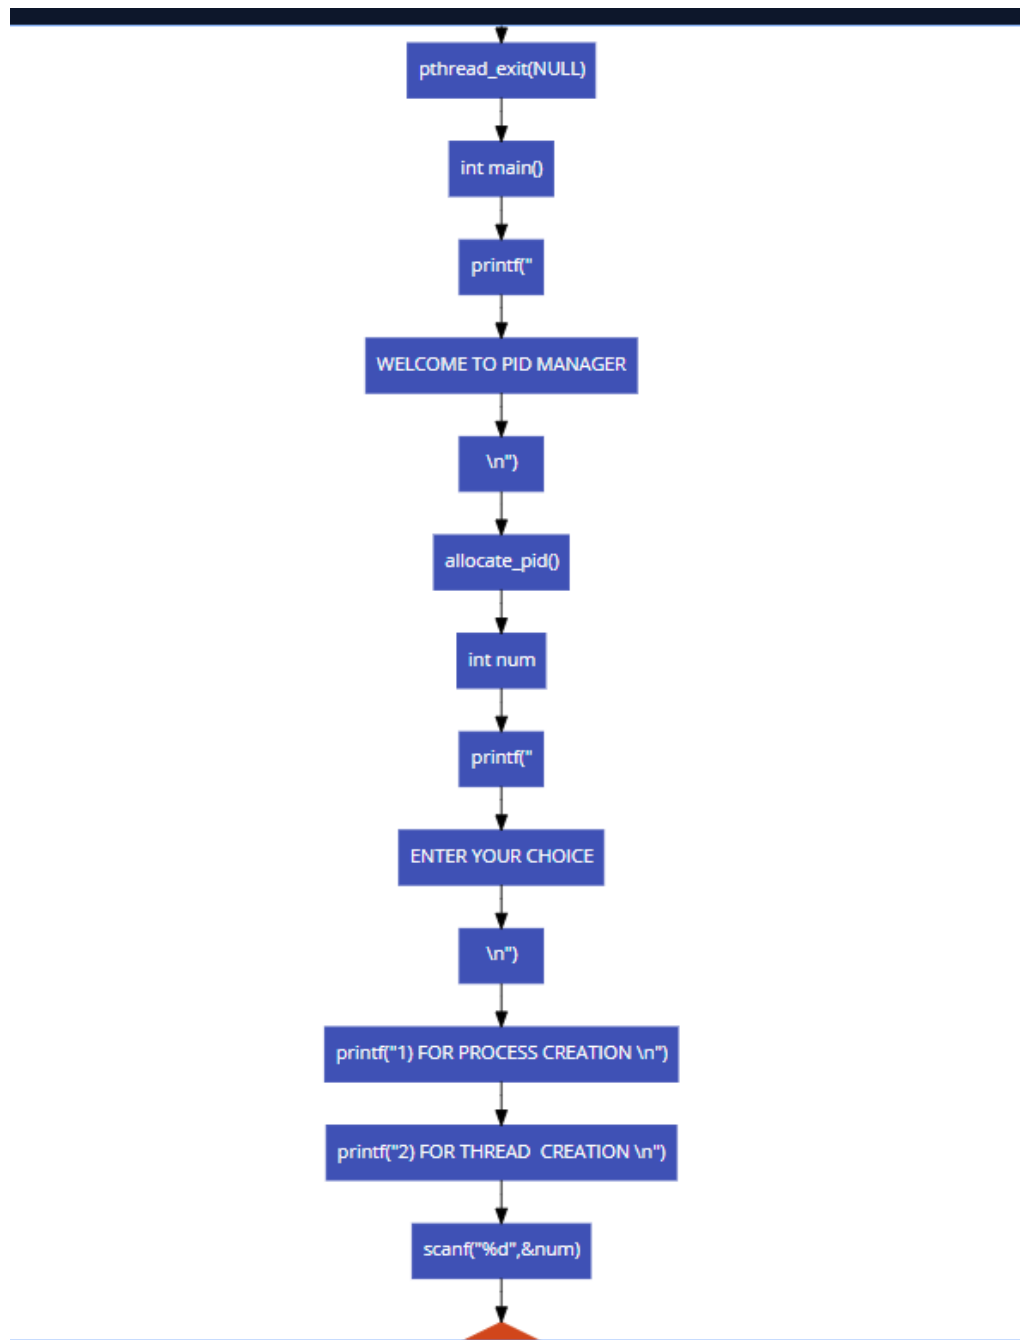 pthread_exit(NULL)
int main()
printf("
WELCOME TO PID MANAGER
\n")
allocate_pid()
int num
printf("
ENTER YOUR CHOICE
\n")
printf("1) FOR PROCESS CREATION \n")
printf("2) FOR THREAD  CREATION \n")
scanf("%d",&num)